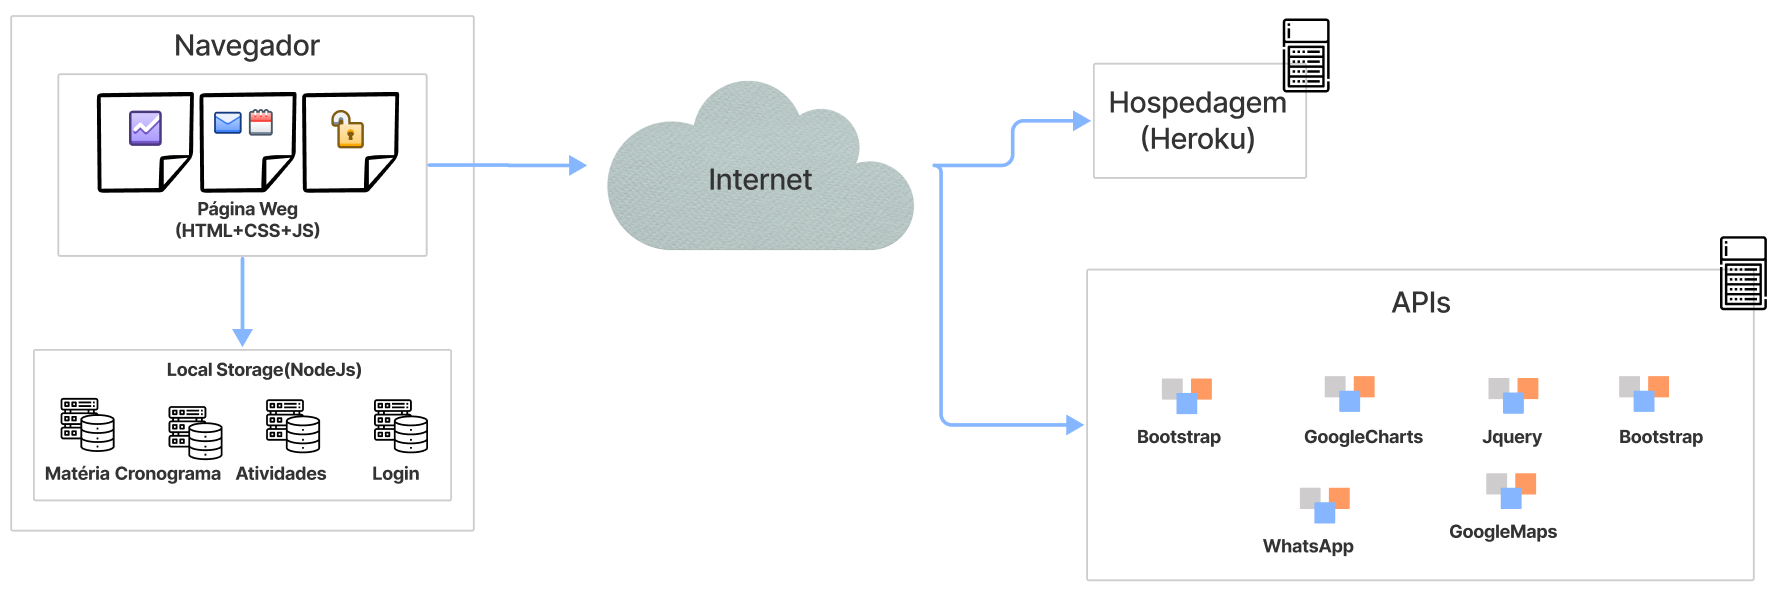 Navegador
Página Weg
(HTML+CSS+JS)
Local Storage(NodeJs)
Matéria Cronograma Atividades Login
Internet
Hospedagem
(Heroku)
APIs
Bootstrap GoogleCharts Jquery Bootstrap
WhatsApp GoogleMaps